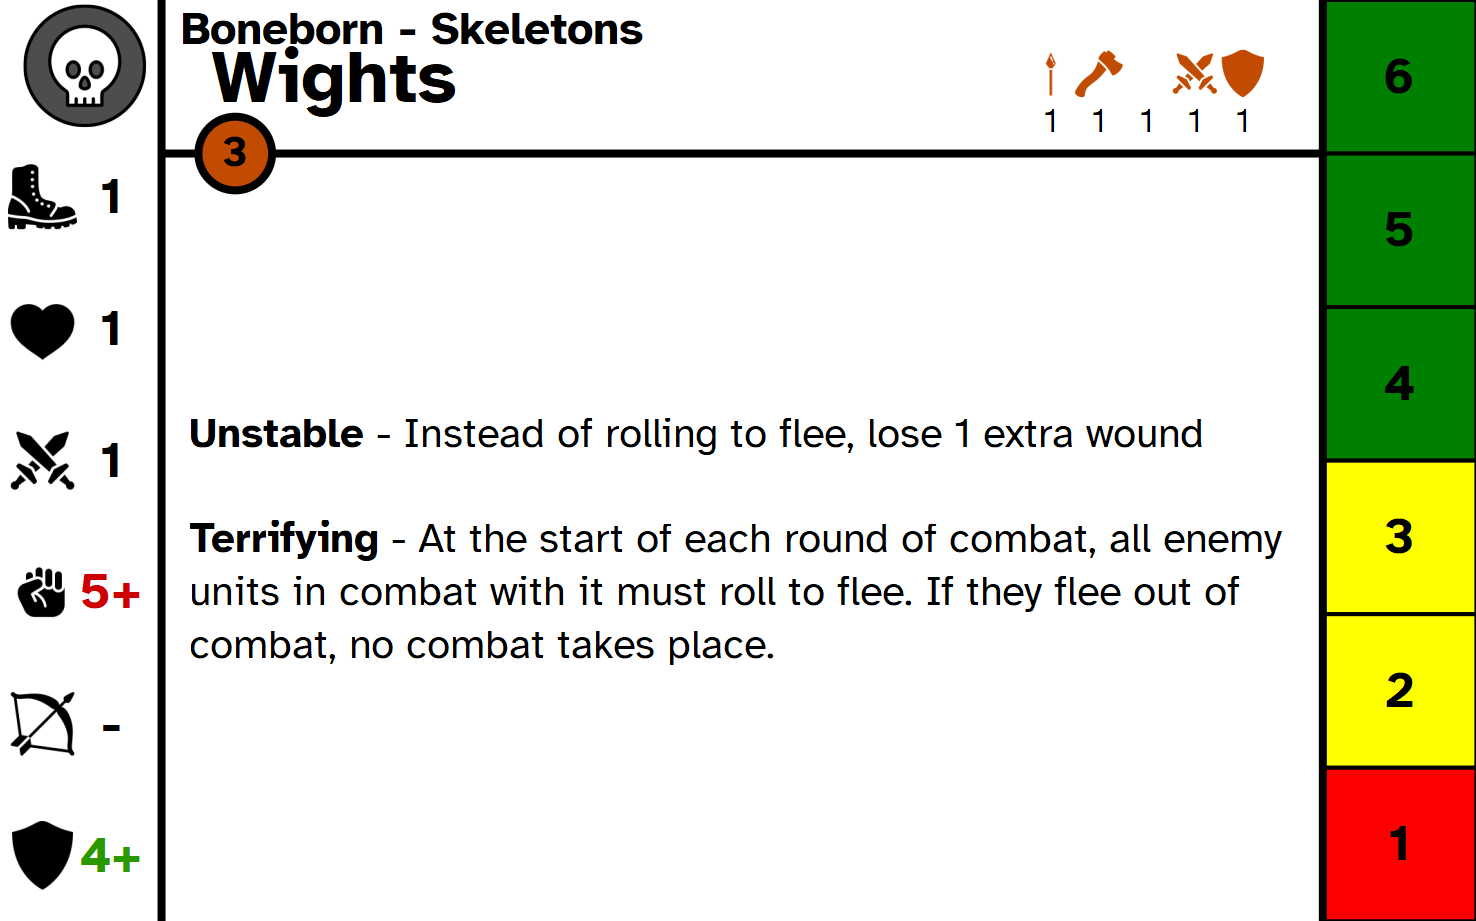 Boneborn - Skeletons
Wights
1 1 1 1 1
3
1
1
1
5+
-
4+
Unstable - Instead of rolling to flee, lose 1 extra wound
Terrifying - At the start of each round of combat, all enemy
units in combat with it must roll to flee. If they flee out of
combat, no combat takes place.
6
5
4
3
2
1